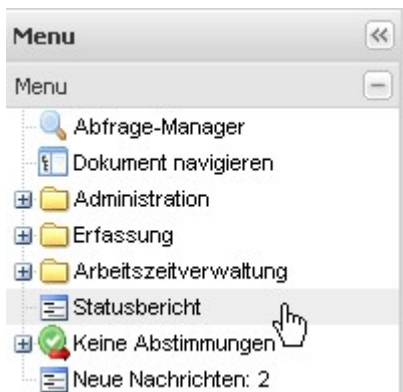 Menu
Menu
Abfrage-Manager
Dokument navigieren
Administration
Erfassung
Arbeitszeitverwaltung
Statusbericht
Keine Abstimmungen
Neue Nachrichten: 2